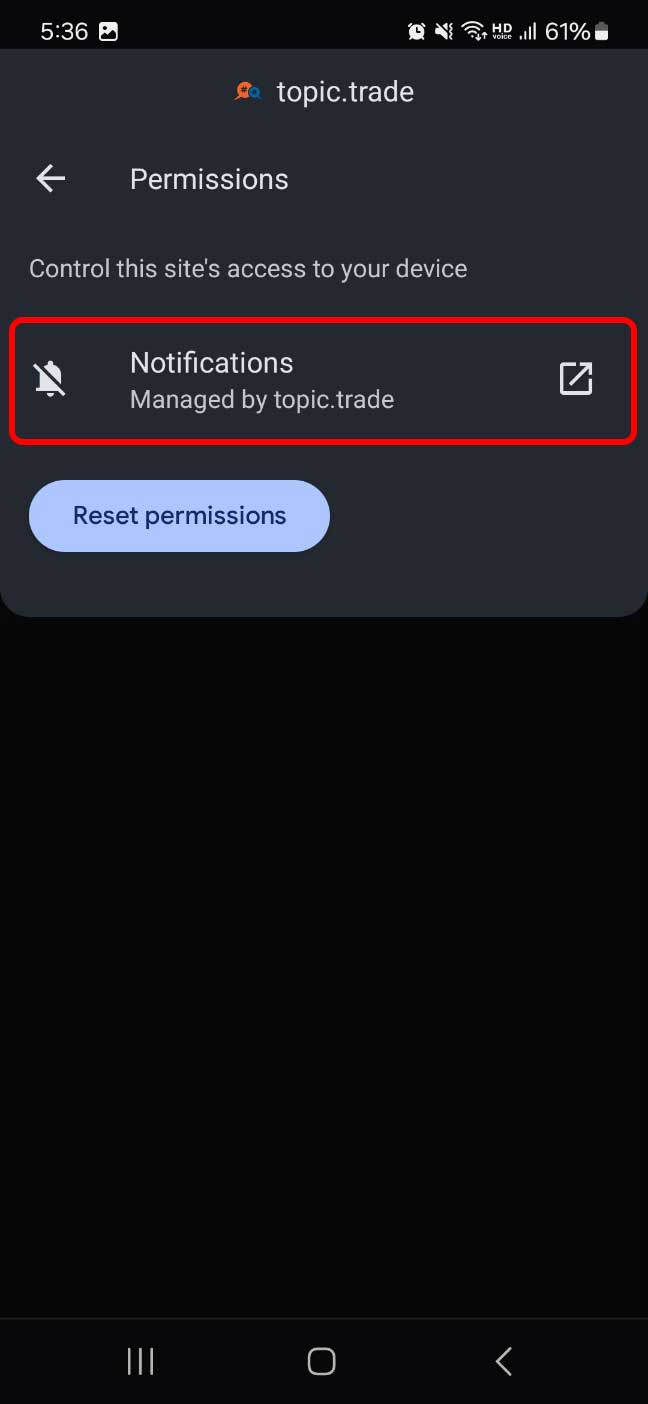 5:36
HD voice
61%
topic.trade
Permissions
Control this site's access to your device
Notifications
Managed by topic.trade
Reset permissions